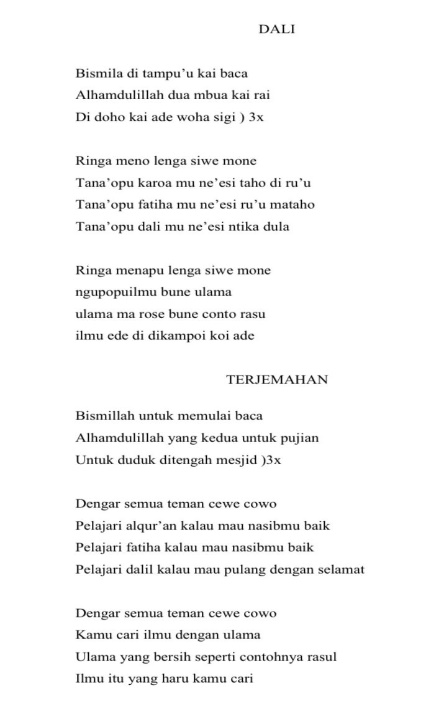 DALI
Bismila di tampu'u kai baca
Alhamdulillah dua mbua kai rai
Di doho kai ade woha sigi ) 3x
Ringa meno lenga siwe mone
Tana'opu karoa mu ne'esi taho di ru'u
Tana'opu fatiha mu ne'esi ru'u mataho
Tana'opu dali mu ne'esi ntika dula
Ringa menapu lenga siwe mone
ngupopuilmu bune ulama
ulama ma rose bune conto rasu
ilmu ede di dikampoi koi ade
TERJEMAHAN
Bismillah untuk memulai baca
Alhamdulillah yang kedua untuk pujian
Untuk duduk ditengah mesjid )3x
Dengar semua teman cewe cowo
Pelajari alqur'an kalau mau nasibmu baik
Pelajari fatiha kalau mau nasibmu baik
Pelajari dalil kalau mau pulang dengan selamat
Dengar semua teman cewe cowo
Kamu cari ilmu dengan ulama
Ulama yang bersih seperti contohnya rasul
Ilmu itu yang haru kamu cari